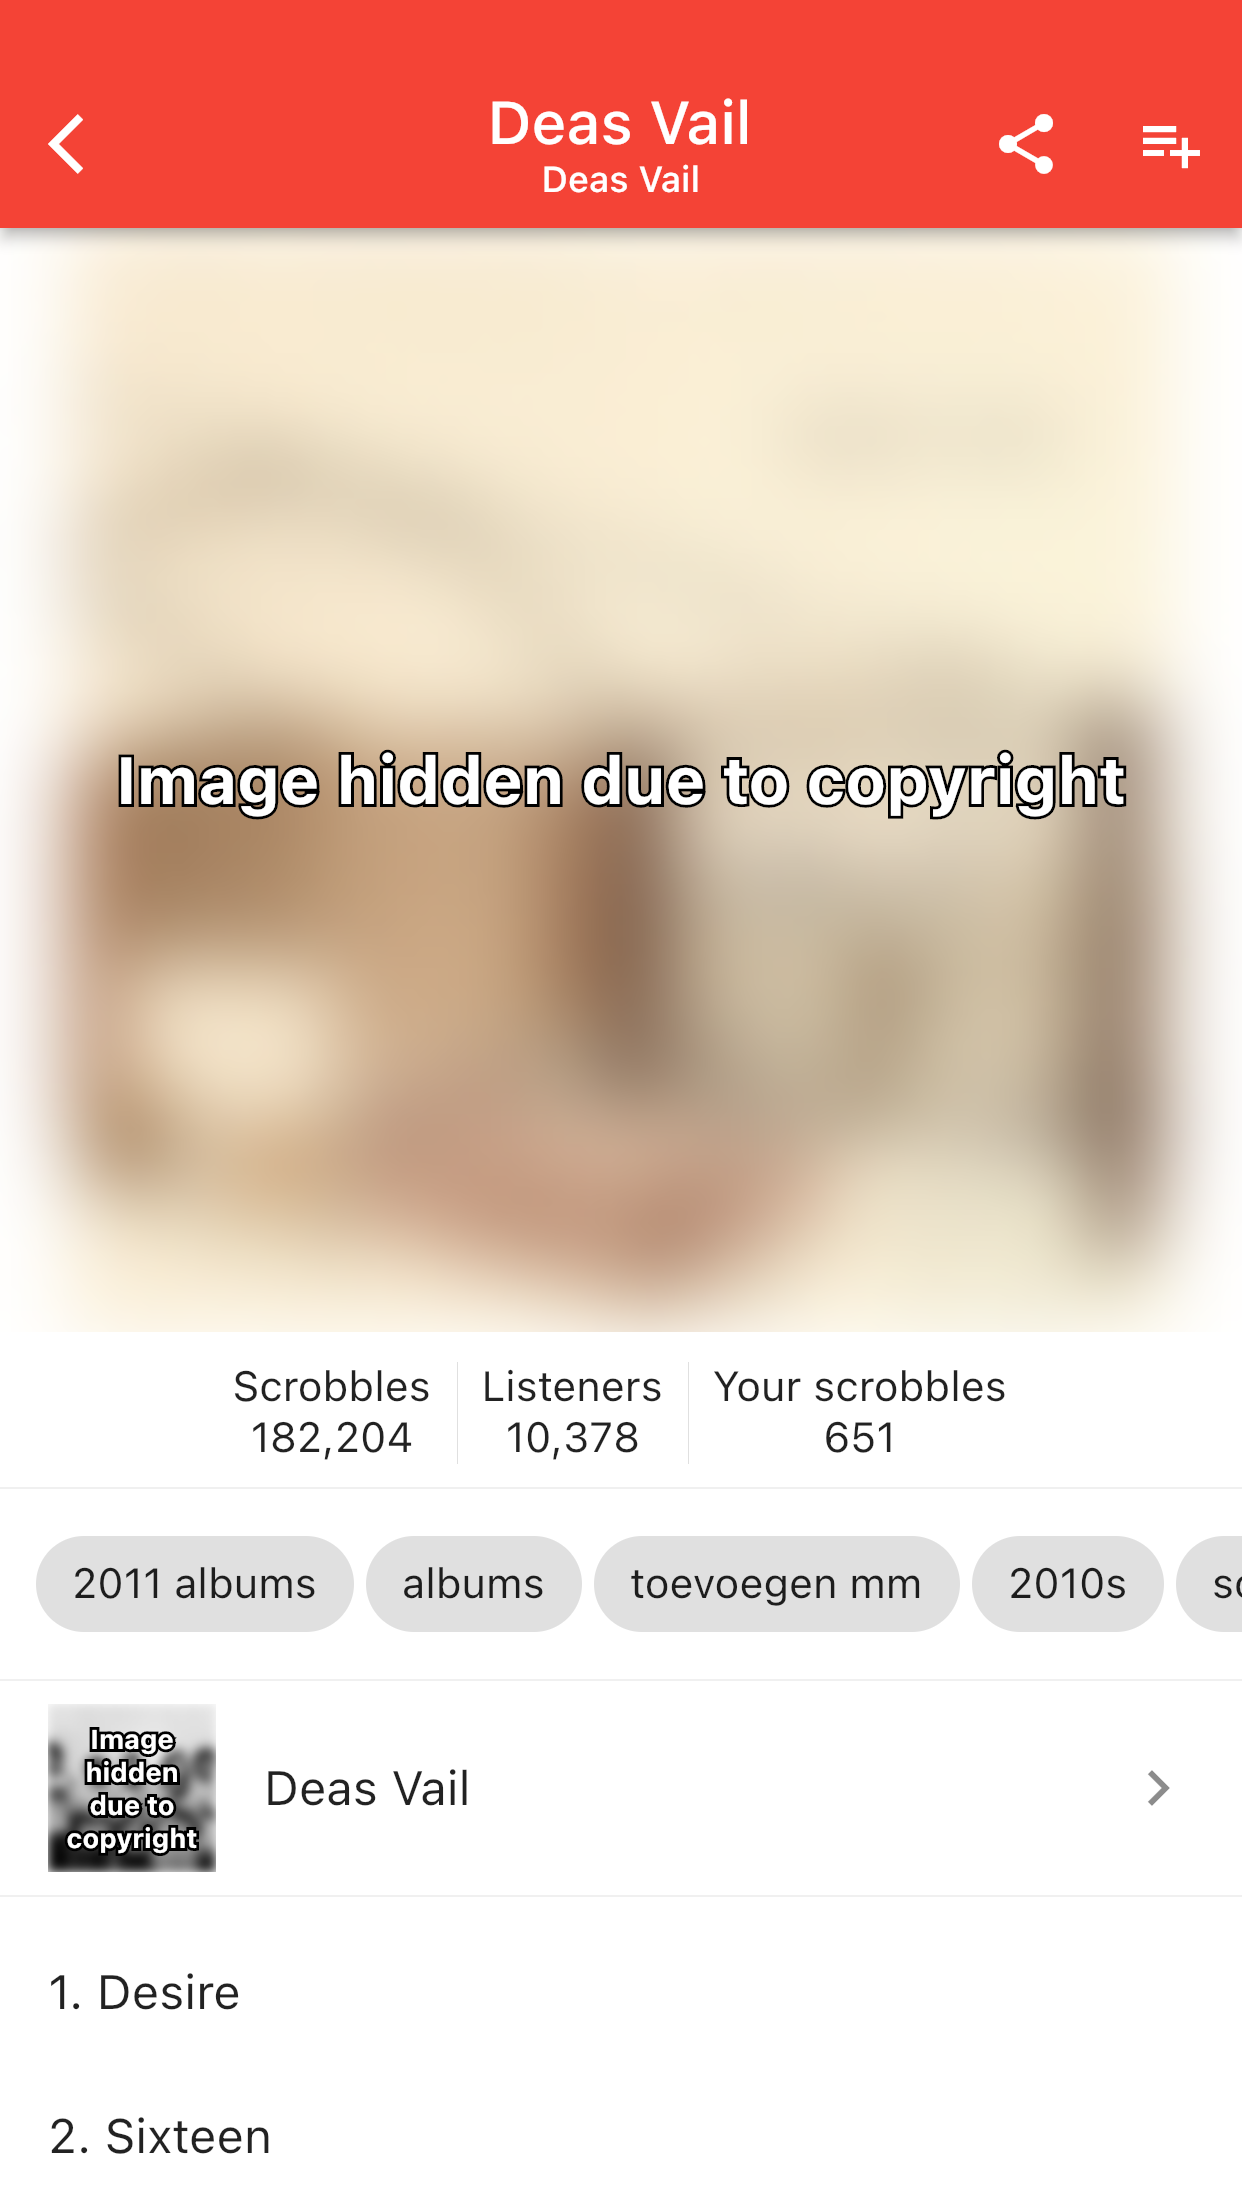 Deas Vail
Deas Vail
Image hidden due to copyright
Scrobbles
182,204
Listeners
10,378
Your scrobbles
651
2011 albums
albums
toevoegen mm
2010s
Image
hidden
due to
copyright
Deas Vail
1. Desire
2. Sixteen